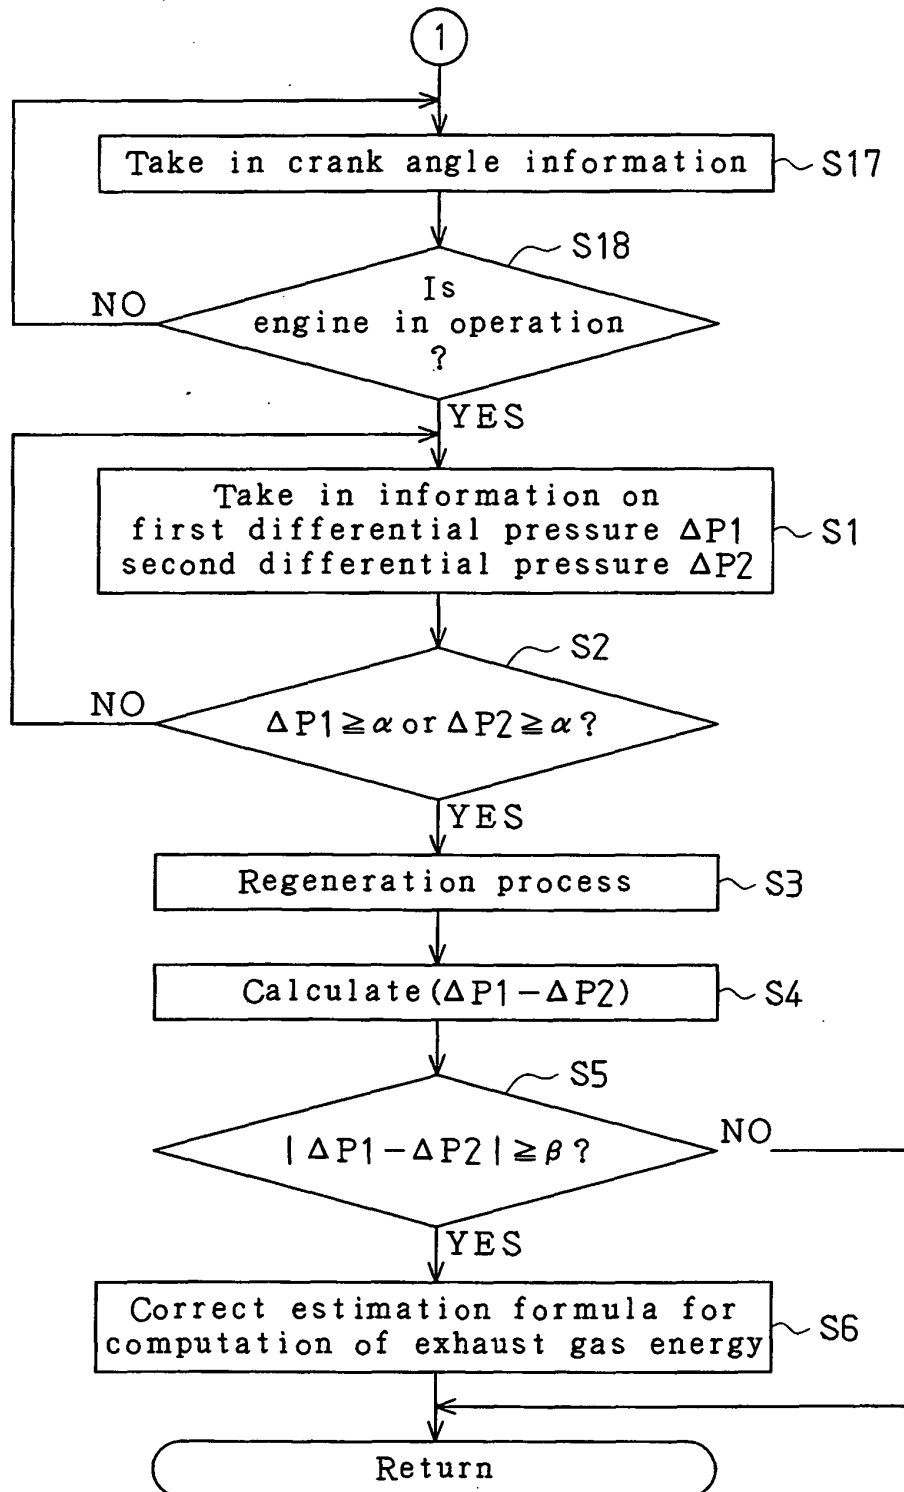 1
Take in crank angle information
S17
S18
Is
engine in operation
?
NO
YES
Take in information on
first differential pressure ΔP1
second differential pressure ΔP2
S1
S2
ΔP1≧α or ΔP2≧α?
NO
YES
Regeneration process
S3
Calculate(ΔP1-ΔP2)
S4
S5
|ΔP1-ΔP2|≧β?
NO
YES
Correct estimation formula for
computation of exhaust gas energy
S6
Return